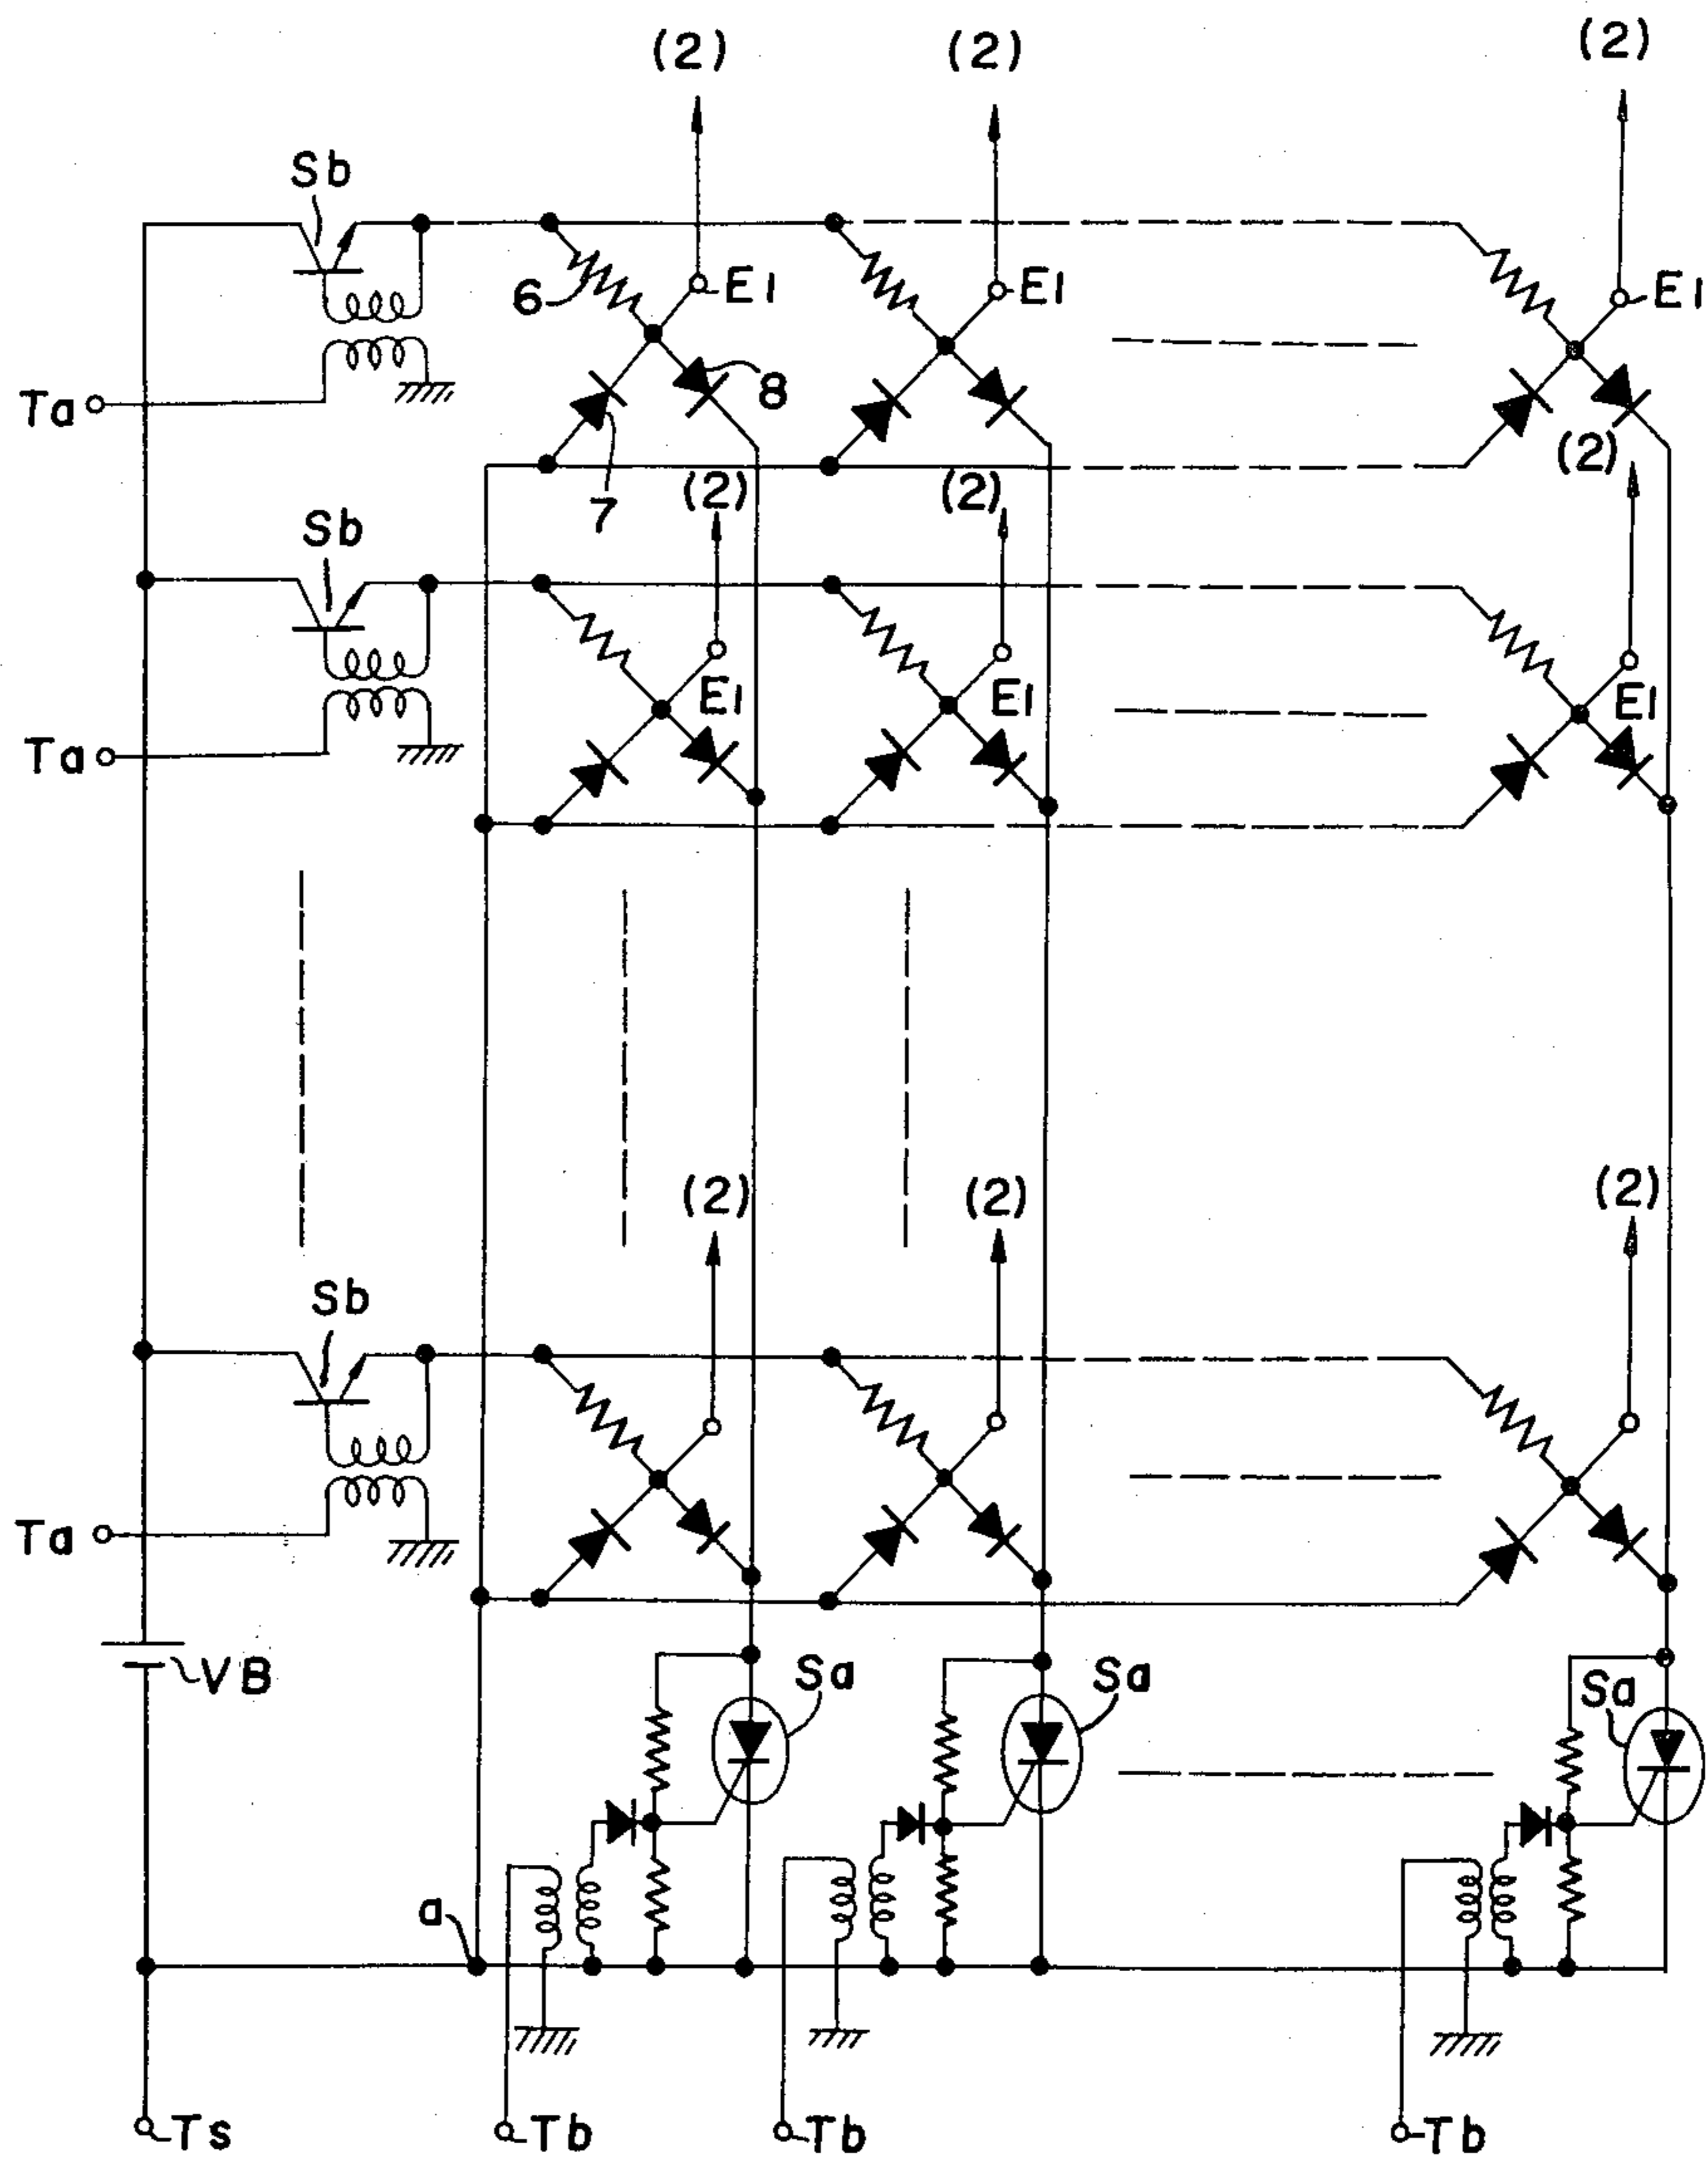 (2) (2) (2)
Sb
6 E1 E1 E1
8
Ta
(2)
7 (2) (2)
Sb
E1 E1 E1
Ta
(2) (2) (2)
Sb
Ta
VB Sa Sa Sa
a
Ts Tb Tb Tb